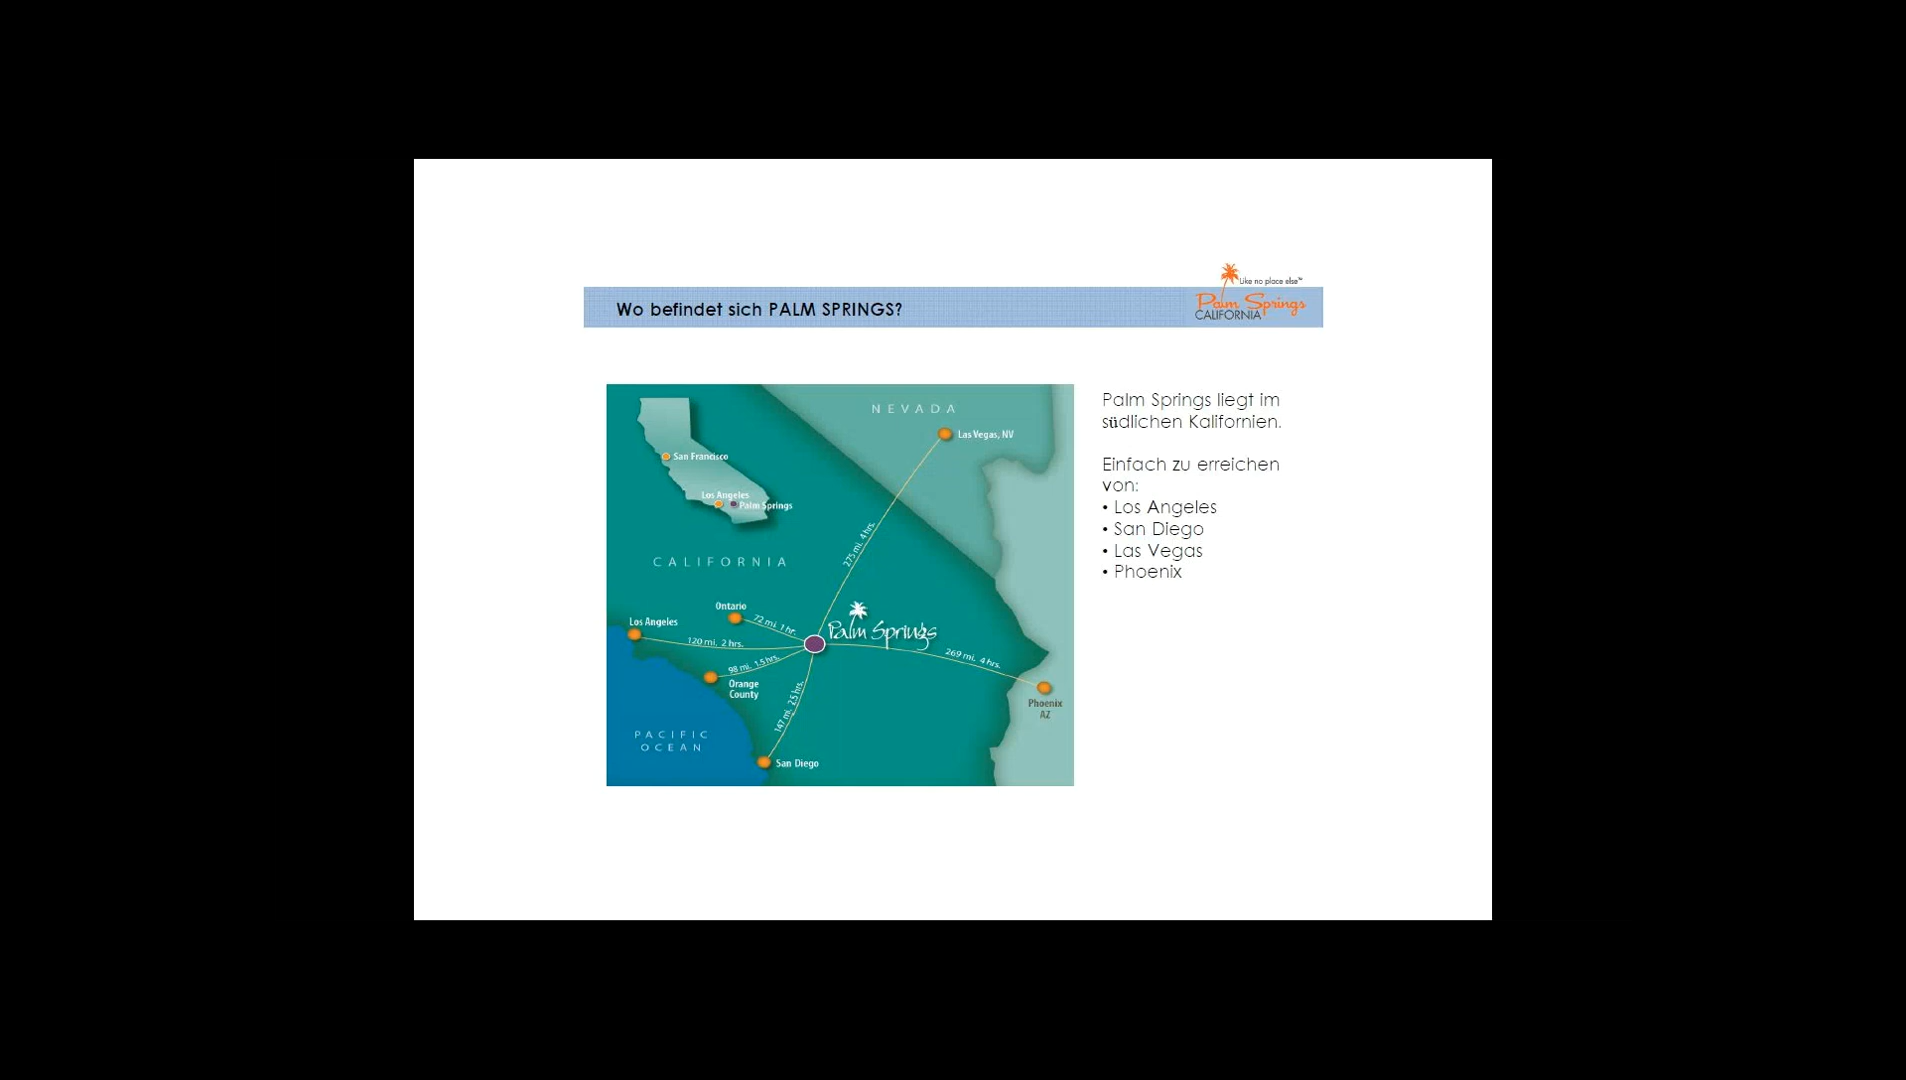 Like no place else™
Wo befindet sich PALM SPRINGS?
Palm Springs
CALIFORNIA
NEVADA
Las Vegas, NV
San Francisco
Los Angeles
Palm Springs
275 mi. 4 hrs.
CALIFORNIA
Ontario
72 mi. 1 hr.
Los Angeles
120 mi. 2 hrs.
Palm Springs
269 mi. 4 hrs.
98 mi. 1.5 hrs.
Orange
County
147 mi. 2.5 hrs.
Phoenix
AZ
PACIFIC
OCEAN
San Diego
Palm Springs liegt im
südlichen Kalifornien.
Einfach zu erreichen
von:
• Los Angeles
• San Diego
• Las Vegas
• Phoenix